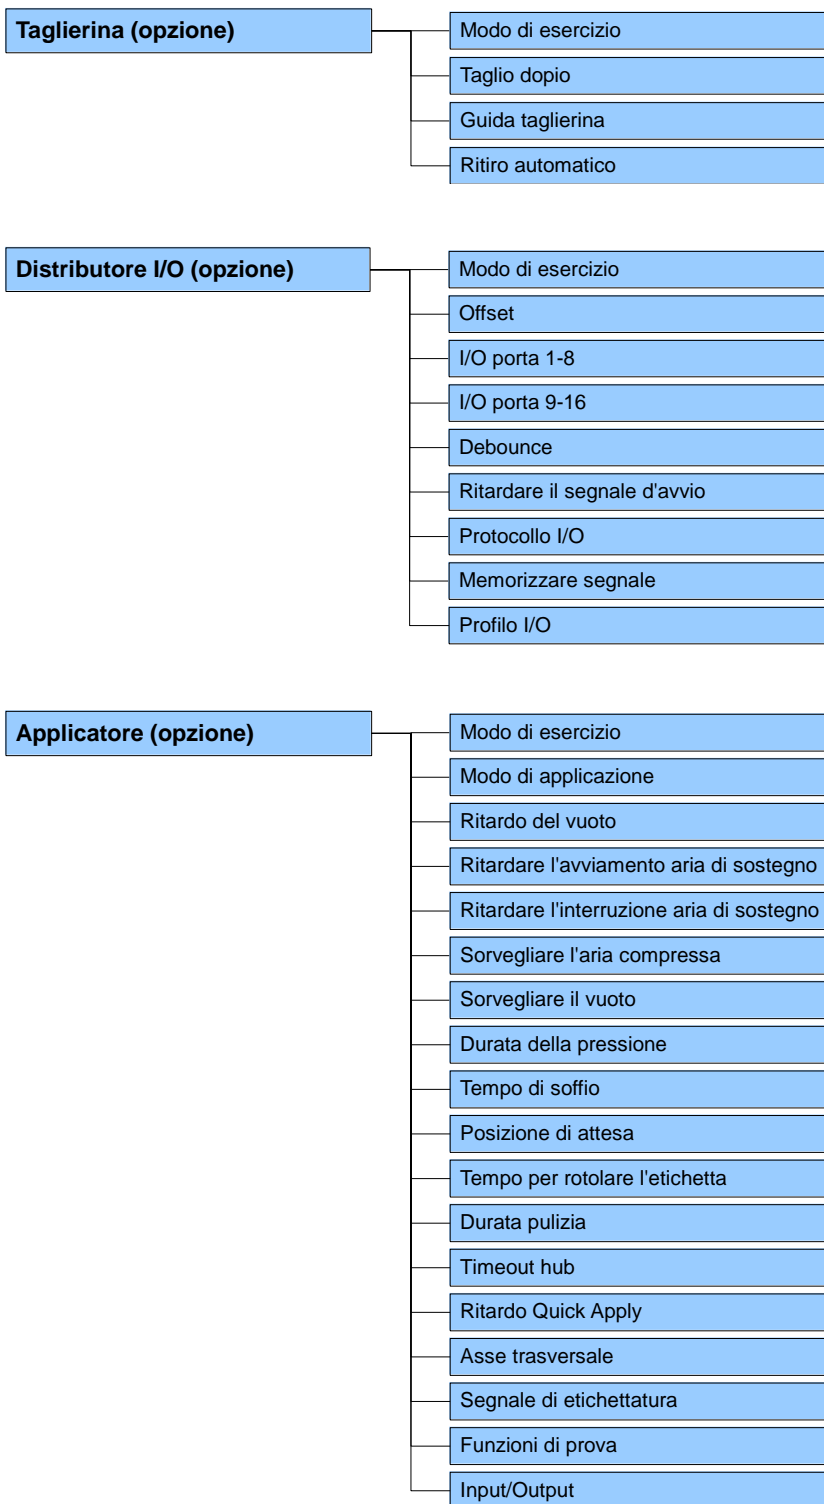 Taglierina (opzione)
Modo di esercizio
Taglio dopio
Guida taglierina
Ritiro automatico
Distributore I/O (opzione)
Modo di esercizio
Offset
I/O porta 1-8
I/O porta 9-16
Debounce
Ritardare il segnale d'avvio
Protocollo I/O
Memorizzare segnale
Profilo I/O
Applicatore (opzione)
Modo di esercizio
Modo di applicazione
Ritardo del vuoto
Ritardare l'avviamento aria di sostegno
Ritardare l'interruzione aria di sostegno
Sorvegliare l'aria compressa
Sorvegliare il vuoto
Durata della pressione
Tempo di soffio
Posizione di attesa
Tempo per rotolare l'etichetta
Durata pulizia
Timeout hub
Ritardo Quick Apply
Asse trasversale
Segnale di etichettatura
Funzioni di prova
Input/Output